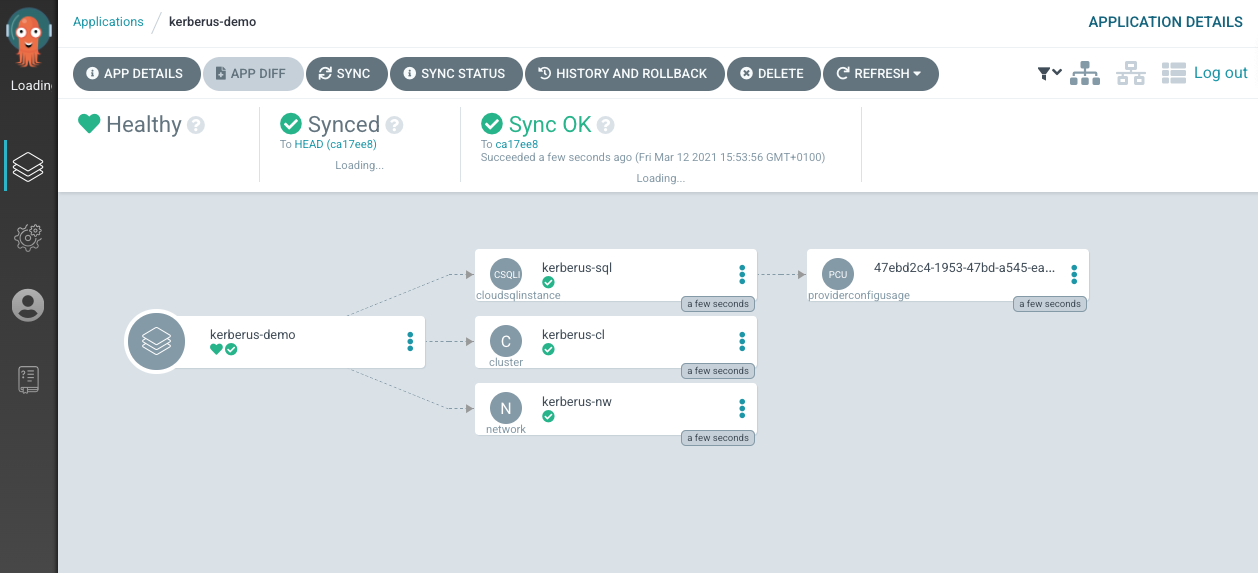 Applications / kerberus-demo
APPLICATION DETAILS
Loadin
APP DETAILS
APP DIFF
SYNC
SYNC STATUS
HISTORY AND ROLLBACK
DELETE
REFRESH
Log out
Healthy
Synced
To HEAD (ca17ee8)
Loading...
Sync OK
To ca17ee8
Succeeded a few seconds ago (Fri Mar 12 2021 15:53:56 GMT+0100)
Loading...
kerberus-demo
CSQLI
kerberus-sql
cloudsqlinstance
a few seconds
PCU
47ebd2c4-1953-47bd-a545-ea...
providerconfigusage
a few seconds
C
kerberus-cl
cluster
a few seconds
N
kerberus-nw
network
a few seconds